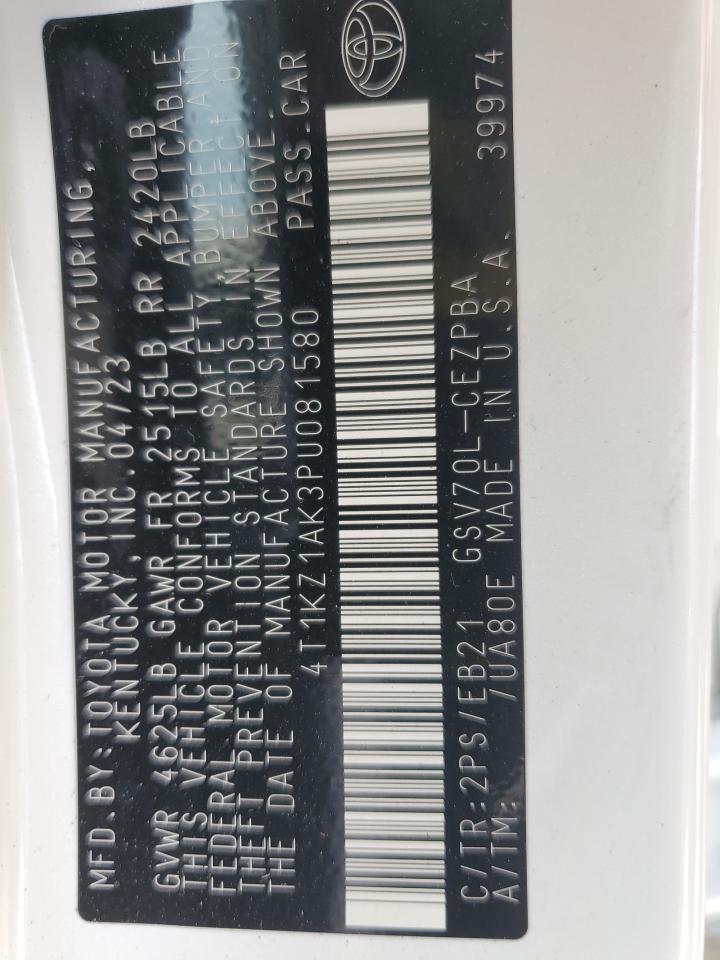 MFD.BY:TOYOTA MOTOR MANUFACTURING,
KENTUCKY,INC.04/23
GVWR 4625LB GAWR FR 2515LB RR 2420LB
THIS VEHICLE CONFORMS TO ALL APPLICABLE
FEDERAL MOTOR VEHICLE SAFETY,BUMPER,AND
THEFT PREVENTION STANDARDS IN EFFECT ON
THE DATE OF MANUFACTURE SHOWN ABOVE.
4T1KZ1AK3PU081580 PASS.CAR
C/TR:2PS/EB21 GSV70L-CEZPBA
A/TM: /UA80E MADE IN U.S.A. 39974